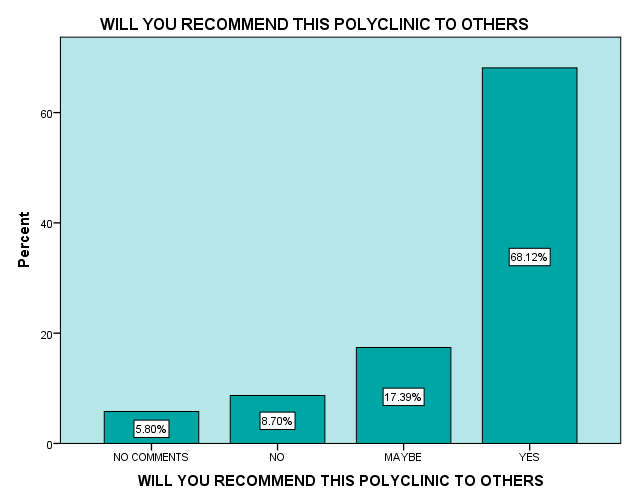 WILL YOU RECOMMEND THIS POLYCLINIC TO OTHERS
Percent
60
40
20
0
5.80%
8.70%
17.39%
68.12%
NO COMMENTS
NO
MAYBE
YES
WILL YOU RECOMMEND THIS POLYCLINIC TO OTHERS